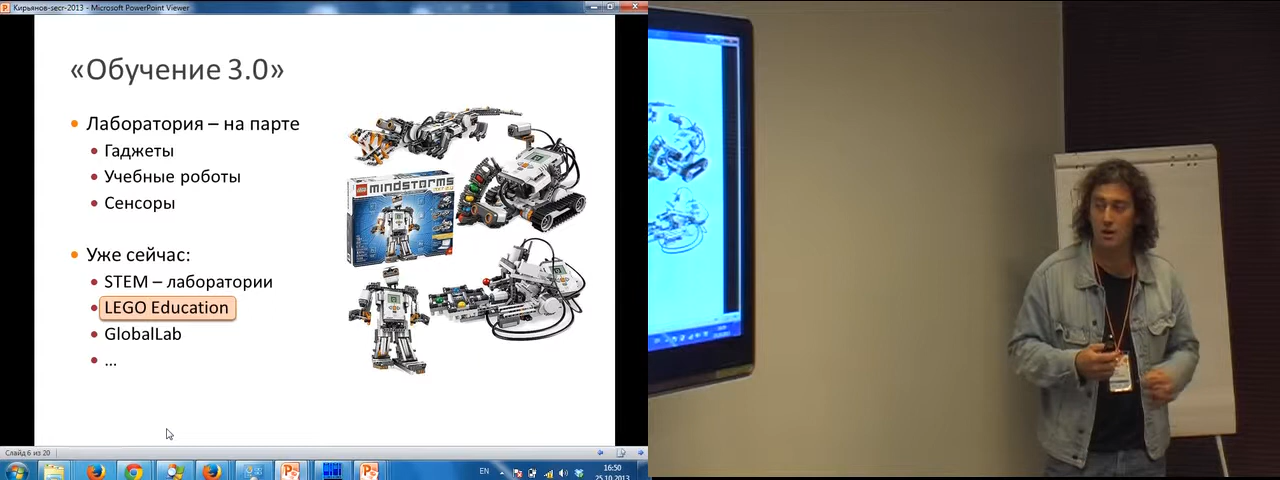 Кирьянов-secr-2013 - Microsoft PowerPoint Viewer
«Обучение 3.0»
Лаборатория – на парте
Гаджеты
Учебные роботы
Сенсоры
Уже сейчас:
STEM – лаборатории
LEGO Education
GlobalLab
...
LEGO
mindstorms
Слайд 6 из 20
EN
16:50
25.10.2013